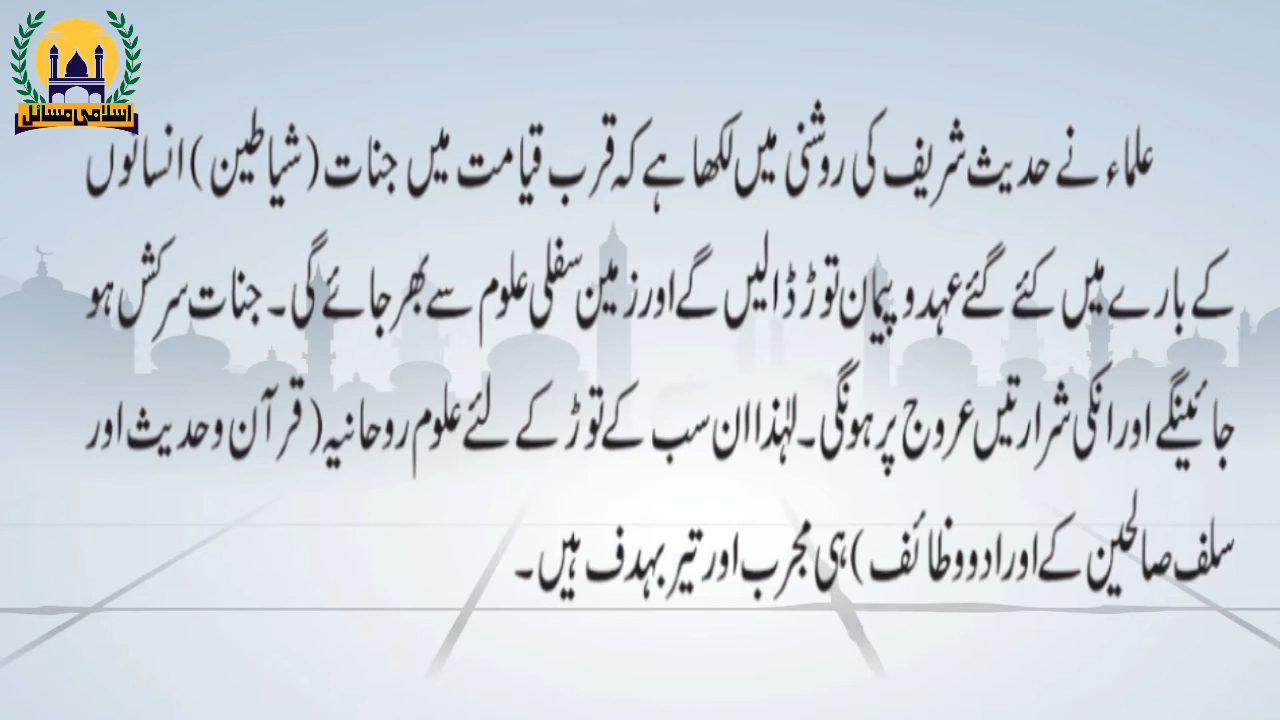 اسلامی مسائل
علماء نے حدیث شریف کی روشنی میں لکھا ہے کہ قرب قیامت میں جنات (شیاطین) انسانوں
کے بارے میں کئے گئے عہد و پیمان توڑ ڈالیں گے اور زمین سفلی علوم سے بھر جائے گی۔ جنات سرکش ہو
جائینگے اور انکی شرارتیں عروج پر ہونگی۔ لہٰذا ان سب کے توڑ کے لئے علوم روحانیہ (قرآن و حدیث اور
سلف صالحین کے اوراد و وظائف) ہی مجرب اور تیر بہدف ہیں۔